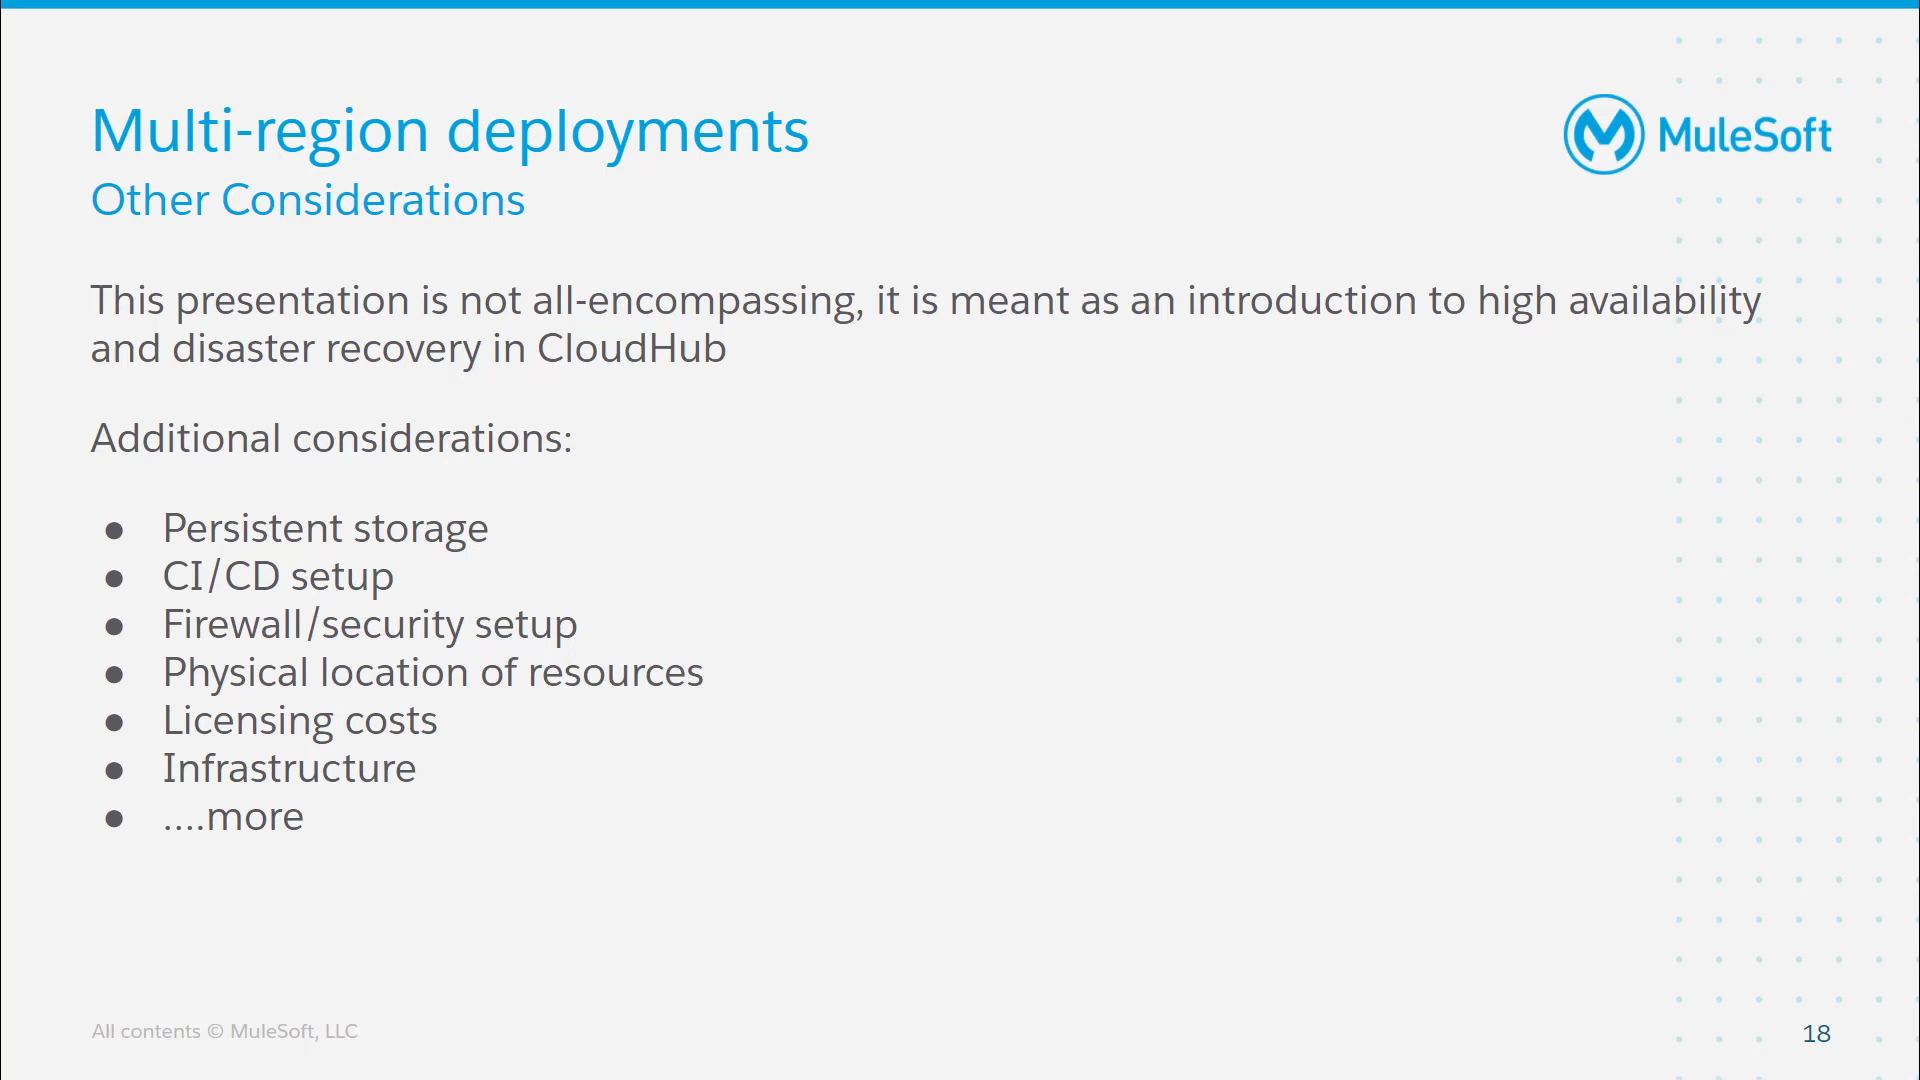 Multi-region deployments
MuleSoft
Other Considerations
This presentation is not all-encompassing, it is meant as an introduction to high availability
and disaster recovery in CloudHub
Additional considerations:
● Persistent storage
● CI/CD setup
● Firewall/security setup
● Physical location of resources
● Licensing costs
● Infrastructure
● ....more
All contents © MuleSoft, LLC
18